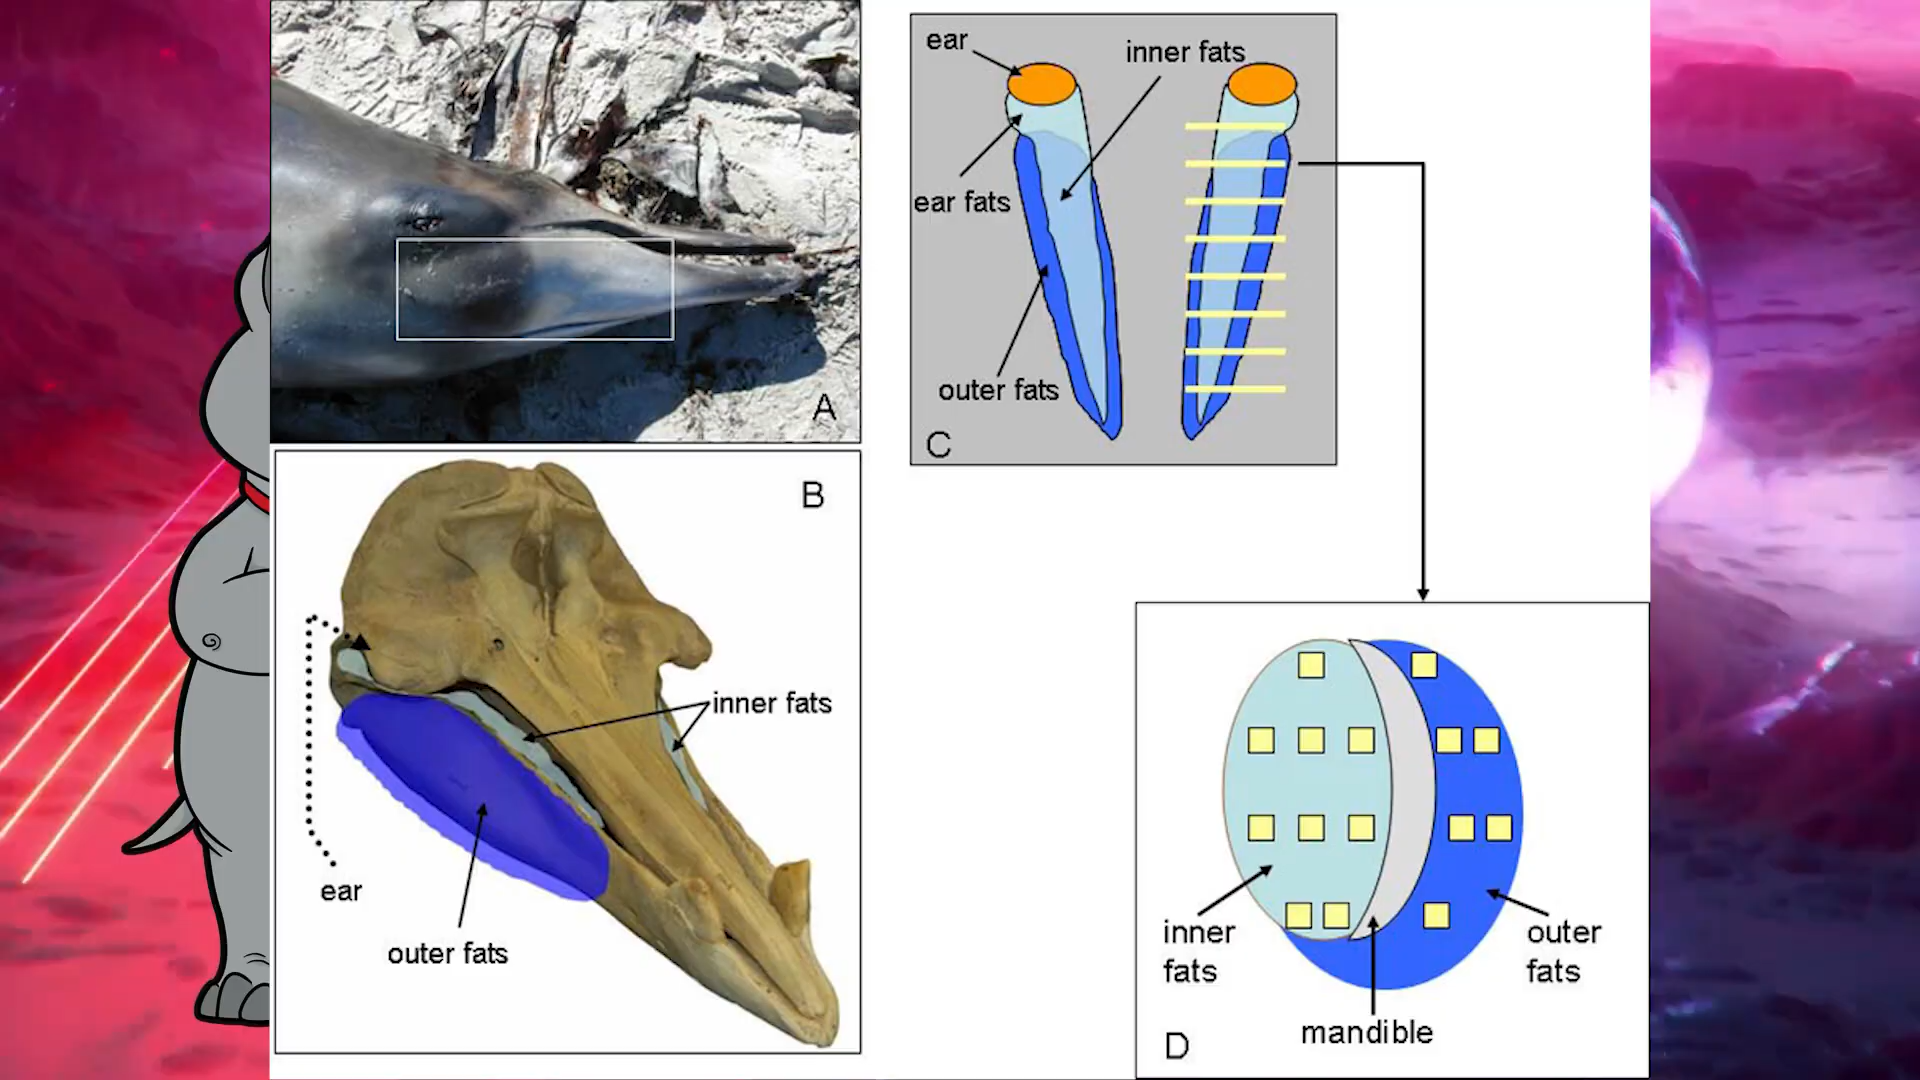 A
B
inner fats
ear
outer fats
ear
inner fats
ear fats
outer fats
C
inner
fats
outer
fats
mandible
D